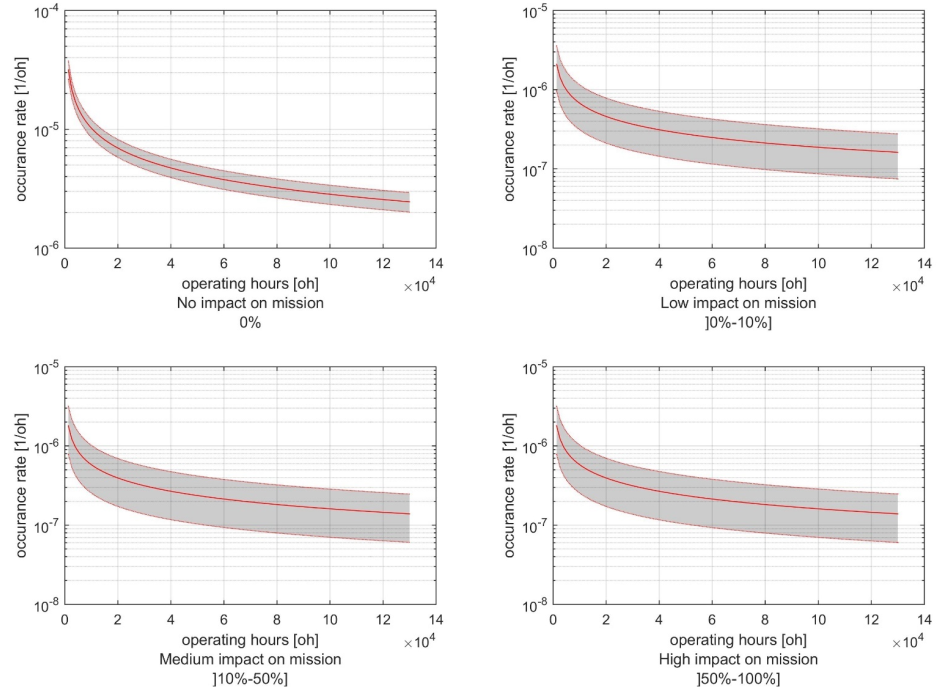 10^-4
10^-5
10^-6
occurance rate [1/oh]
0 2 4 6 8 10 12 14
operating hours [oh] ×10^4
No impact on mission
0%
10^-5
10^-6
10^-7
10^-8
occurance rate [1/oh]
0 2 4 6 8 10 12 14
operating hours [oh] ×10^4
Low impact on mission
]0%-10%]
10^-5
10^-6
10^-7
10^-8
occurance rate [1/oh]
0 2 4 6 8 10 12 14
operating hours [oh] ×10^4
Medium impact on mission
]10%-50%]
10^-5
10^-6
10^-7
10^-8
occurance rate [1/oh]
0 2 4 6 8 10 12 14
operating hours [oh] ×10^4
High impact on mission
]50%-100%]